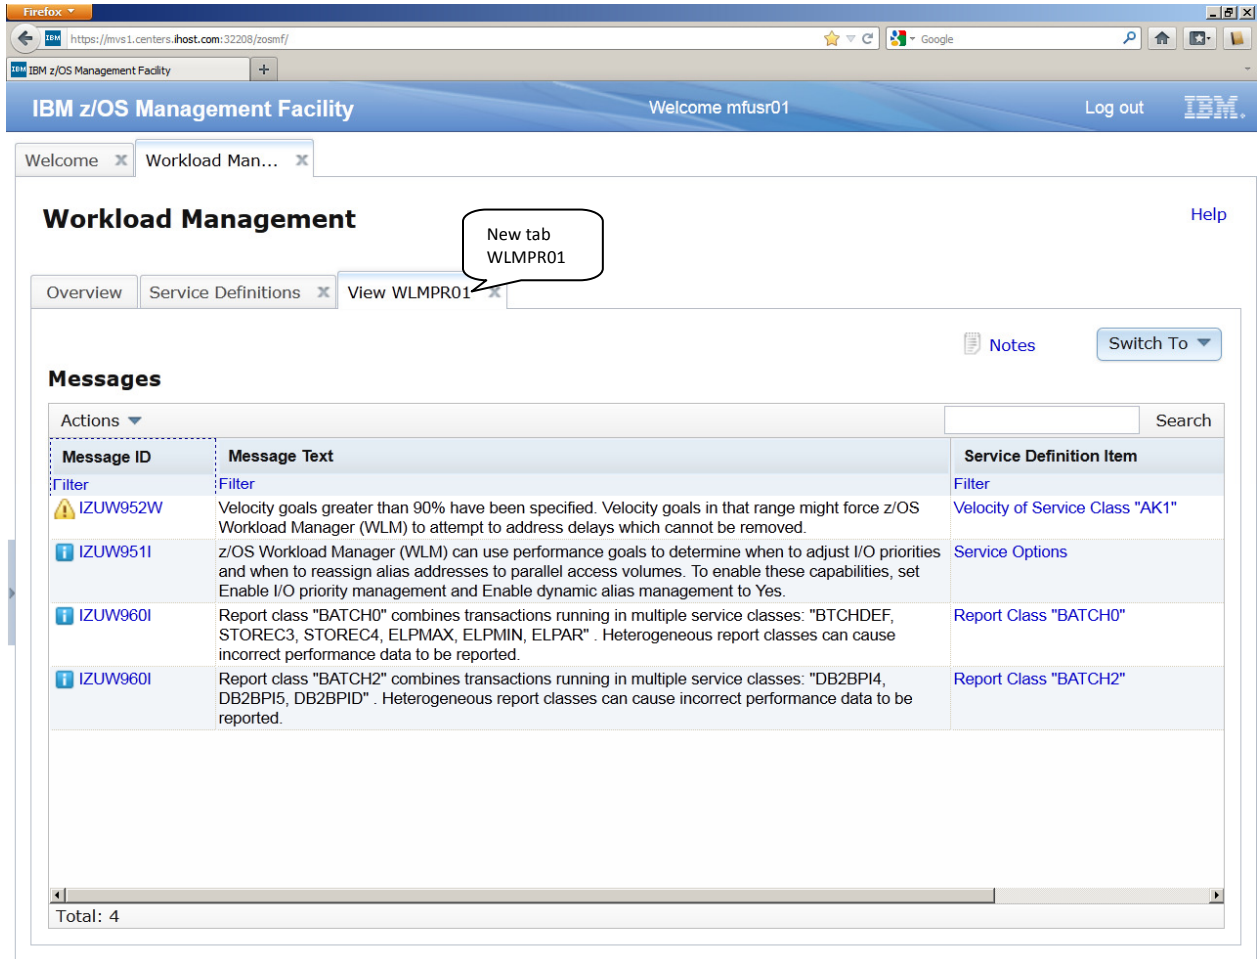 Firefox
https://mvs1.centers.ihost.com:32208/zosmf/
Google
IBM z/OS Management Facility
IBM z/OS Management Facility
Welcome mfusr01
Log out
IBM.
Welcome
Workload Man...
Workload Management
Help
New tab
WLMPR01
Overview
Service Definitions
View WLMPR01
Notes
Switch To
Messages
Actions
Search
Message ID
Message Text
Service Definition Item
Filter
Filter
Filter
IZUW952W
Velocity goals greater than 90% have been specified. Velocity goals in that range might force z/OS
Workload Manager (WLM) to attempt to address delays which cannot be removed.
Velocity of Service Class "AK1"
IZUW951I
z/OS Workload Manager (WLM) can use performance goals to determine when to adjust I/O priorities
and when to reassign alias addresses to parallel access volumes. To enable these capabilities, set
Enable I/O priority management and Enable dynamic alias management to Yes.
Service Options
IZUW960I
Report class "BATCH0" combines transactions running in multiple service classes: "BTCHDEF,
STOREC3, STOREC4, ELPMAX, ELPMIN, ELPAR" . Heterogeneous report classes can cause
incorrect performance data to be reported.
Report Class "BATCH0"
IZUW960I
Report class "BATCH2" combines transactions running in multiple service classes: "DB2BPI4,
DB2BPI5, DB2BPID" . Heterogeneous report classes can cause incorrect performance data to be
reported.
Report Class "BATCH2"
Total: 4